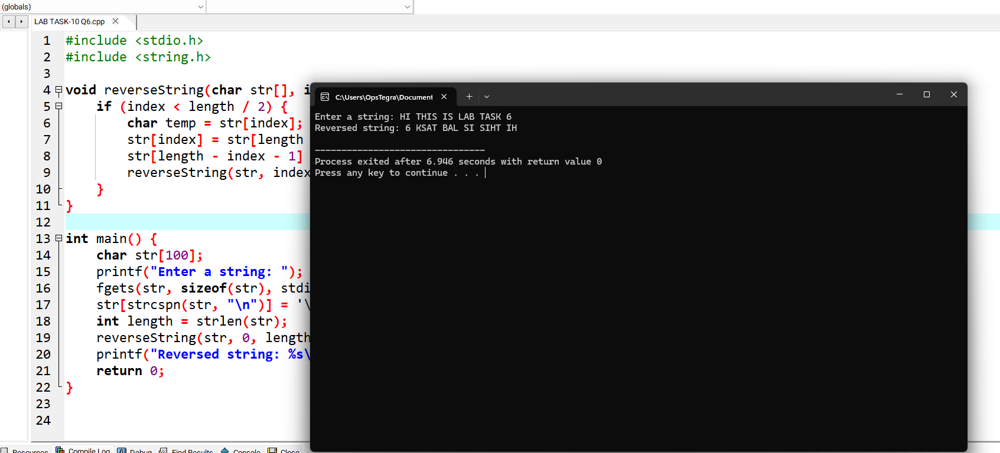 (globals)
LAB TASK-10 Q6.cpp
1 #include <stdio.h>
2 #include <string.h>
3
4 void reverseString(char str[], i
5 if (index < length / 2) {
6 char temp = str[index];
7 str[index] = str[length
8 str[length - index - 1]
9 reverseString(str, index
10 }
11 }
12
13 int main() {
14 char str[100];
15 printf("Enter a string: ");
16 fgets(str, sizeof(str), stdi
17 str[strcspn(str, "\n")] = '\
18 int length = strlen(str);
19 reverseString(str, 0, length
20 printf("Reversed string: %s\
21 return 0;
22 }
23
24
C:\Users\OpsTegra\Document
Enter a string: HI THIS IS LAB TASK 6
Reversed string: 6 KSAT BAL SI SIHT IH
--------------------------------
Process exited after 6.946 seconds with return value 0
Press any key to continue . . .
Resources Compile Log Debug Find Results Console Close